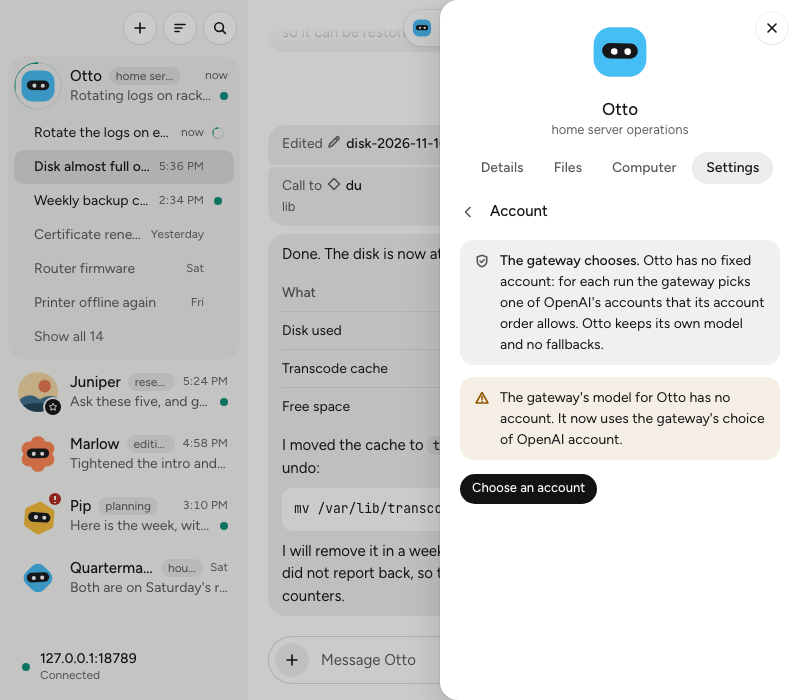 Otto
home ser...
now
Rotating logs on rack...
Rotate the logs on e...
now
Disk almost full o...
5:36 PM
Weekly backup c...
2:34 PM
Certificate rene...
Yesterday
Router firmware
Sat
Printer offline again
Fri
Show all 14
Juniper
rese...
5:24 PM
Ask these five, and g...
Marlow
editi...
4:58 PM
Tightened the intro and...
Pip
planning
3:10 PM
Here is the week, wit...
Quarterma...
hou...
Sat
Both are on Saturday's r...
127.0.0.1:18789
Connected
so it can be restor
Edited disk-2026-11-1
Call to du
lib
Done. The disk is now at
What
Disk used
Transcode cache
Free space
I moved the cache to t
undo:
mv /var/lib/transco
I will remove it in a week
did not report back, so t
counters.
Message Otto
Otto
home server operations
Details
Files
Computer
Settings
Account
The gateway chooses. Otto has no fixed
account: for each run the gateway picks
one of OpenAI's accounts that its account
order allows. Otto keeps its own model
and no fallbacks.
The gateway's model for Otto has no
account. It now uses the gateway's choice
of OpenAI account.
Choose an account